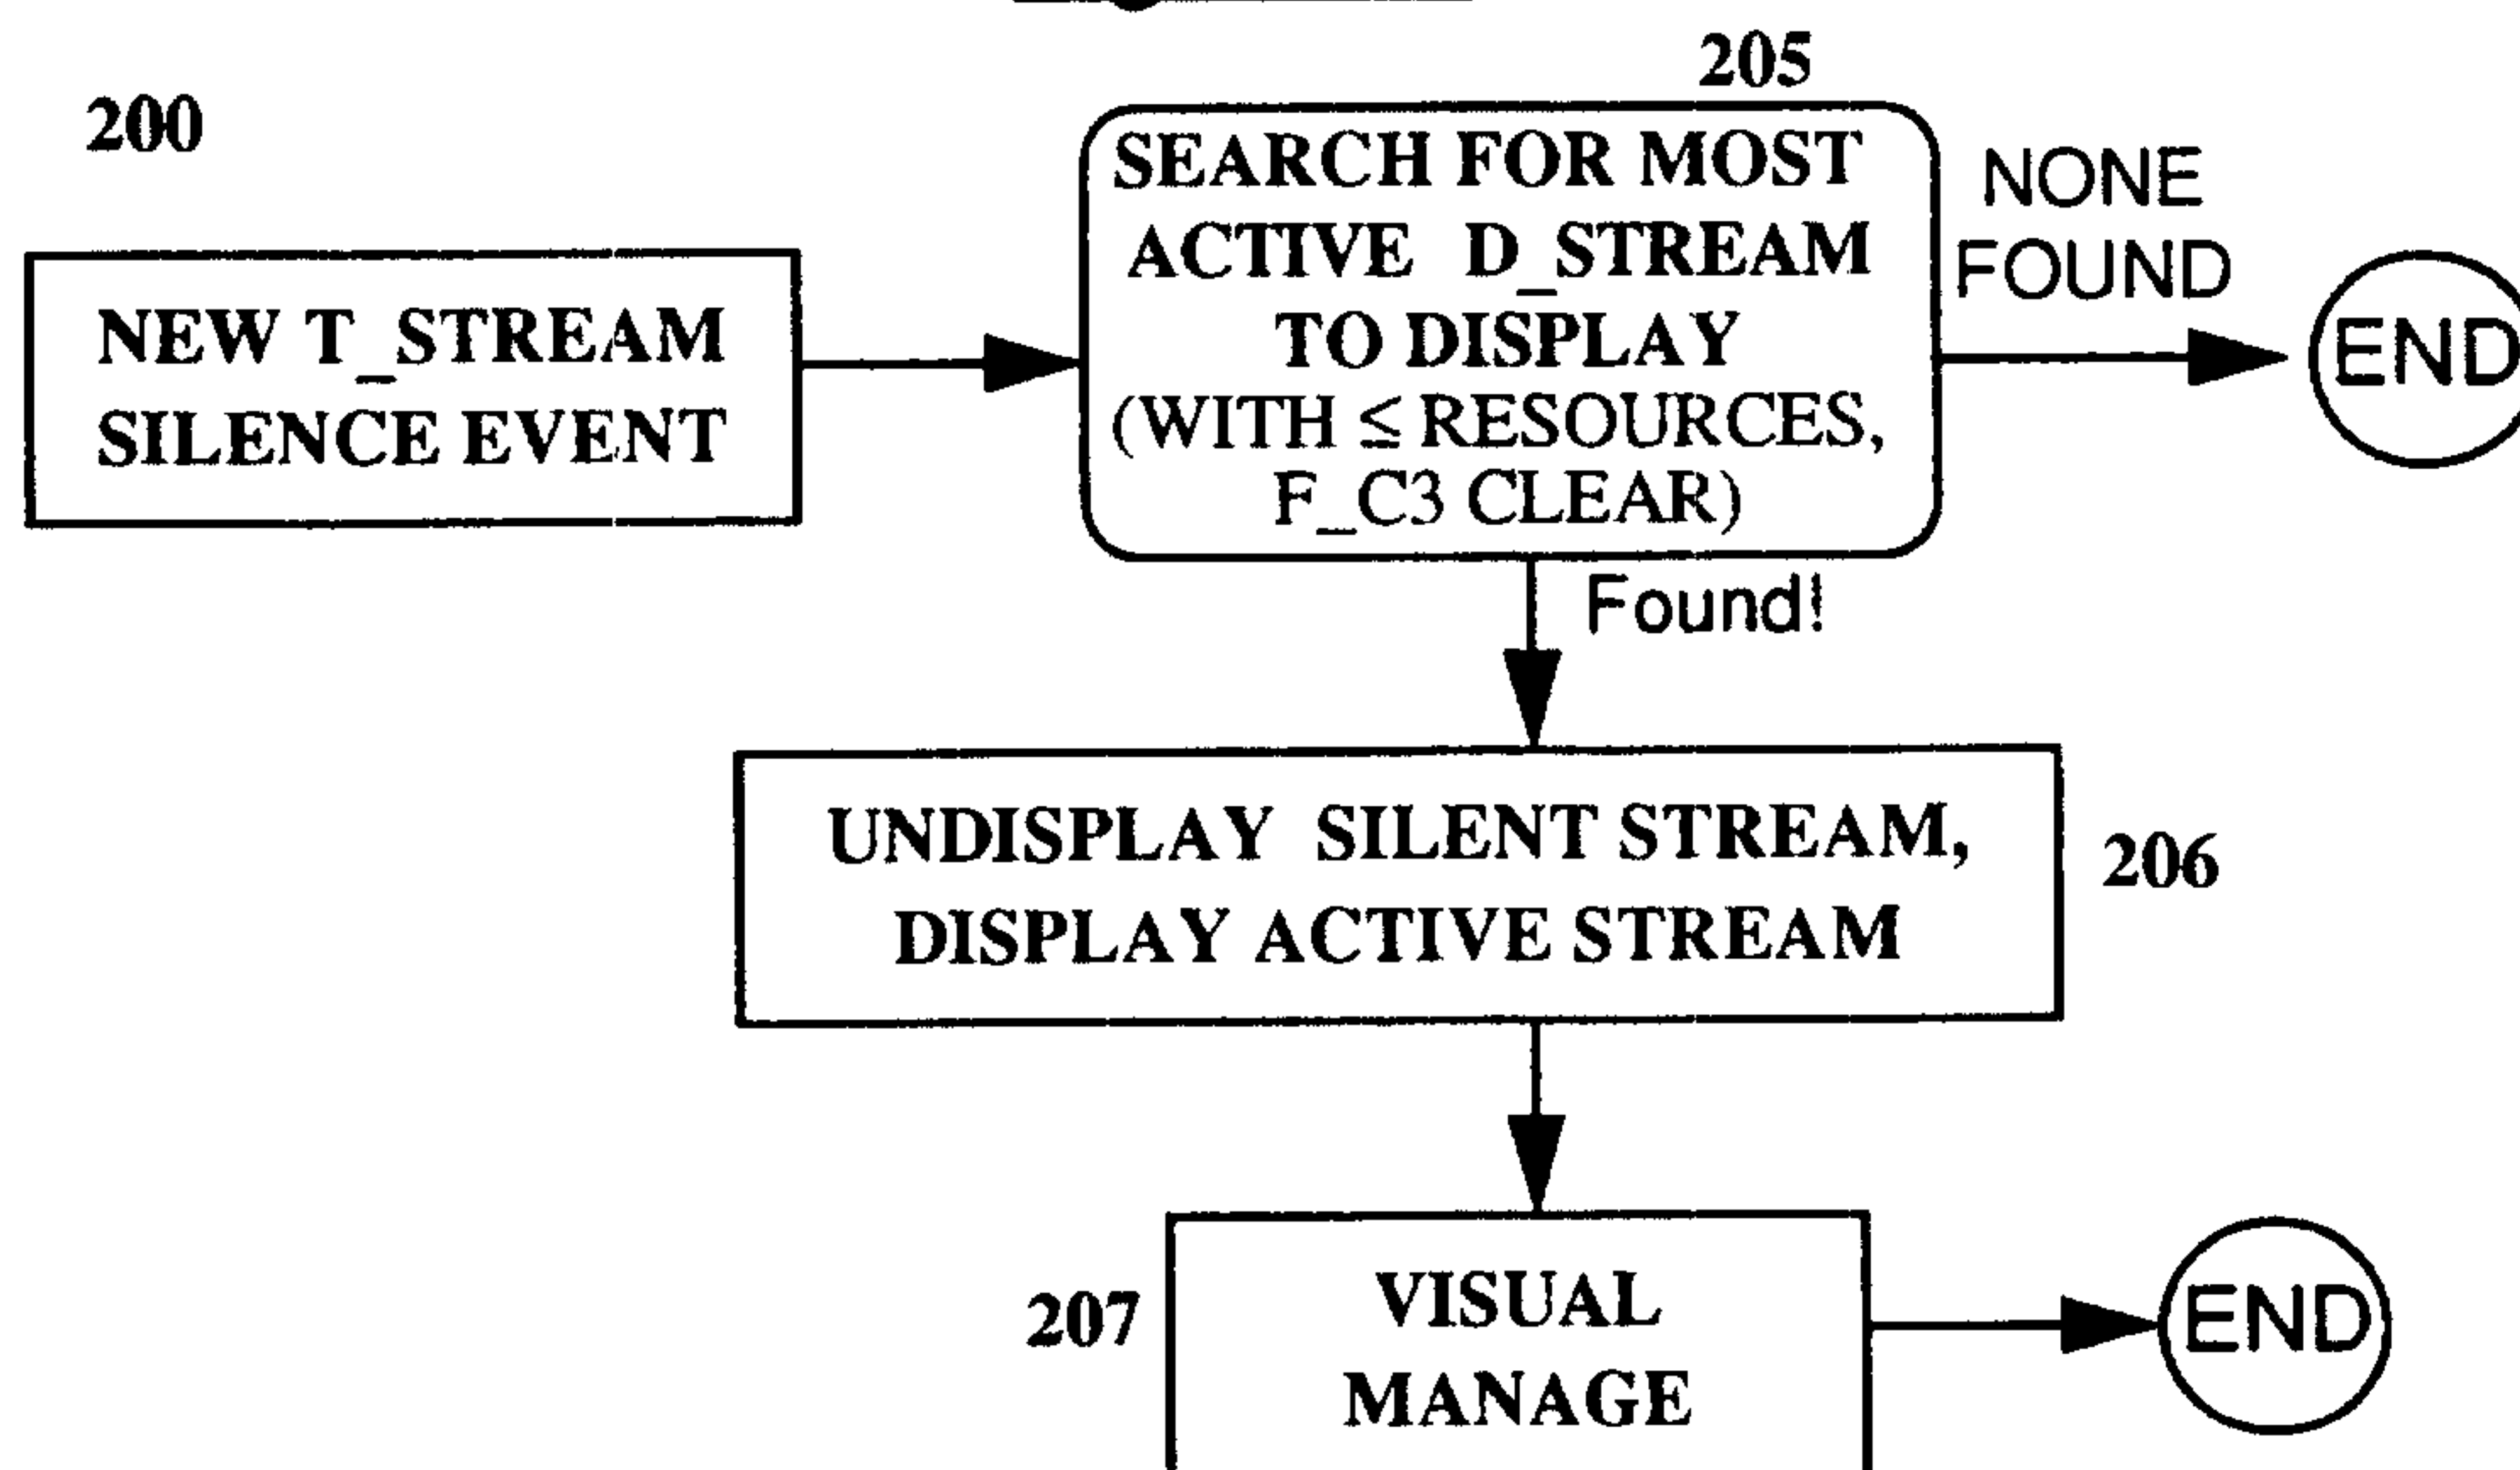 205
200
SEARCH FOR MOST
ACTIVE D_STREAM
TO DISPLAY
(WITH ≤ RESOURCES,
F_C3 CLEAR)
NONE
FOUND
END
NEW T_STREAM
SILENCE EVENT
Found!
UNDISPLAY SILENT STREAM,
DISPLAY ACTIVE STREAM
206
207
VISUAL
MANAGE
END